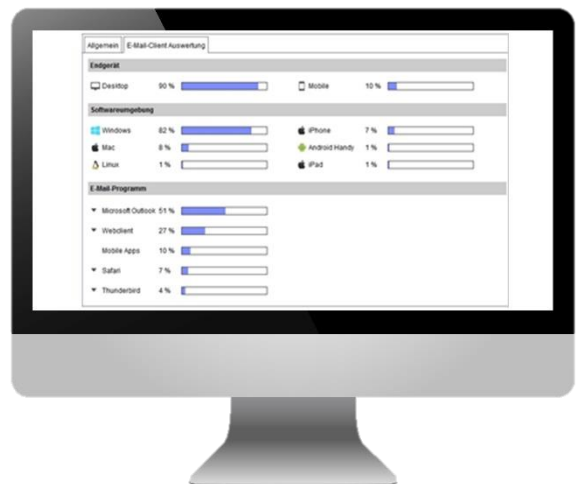 Allgemein E-Mail-Client Auswertung
Endgerät
Desktop 90 % Mobile 10 %
Softwareumgebung
Windows 82 % iPhone 7 %
Mac 8 % Android Handy 1 %
Linux 1 % iPad 1 %
E-Mail-Programm
Microsoft Outlook 51 %
Webclient 27 %
Mobile Apps 10 %
Safari 7 %
Thunderbird 4 %